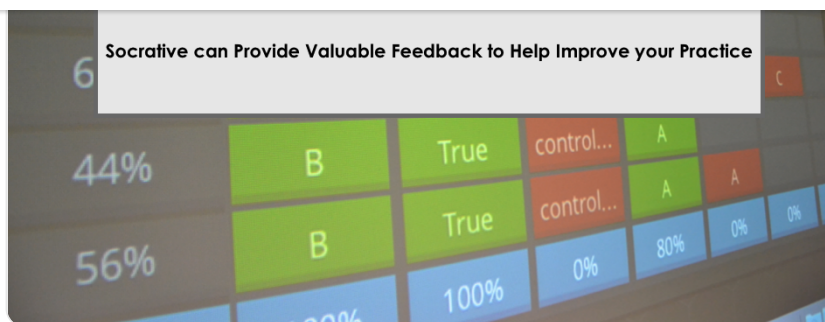 Socrative can Provide Valuable Feedback to Help Improve your Practice
6
C
44% B True control... A
56% B True control... A A
100% 0% 80% 0% 0%